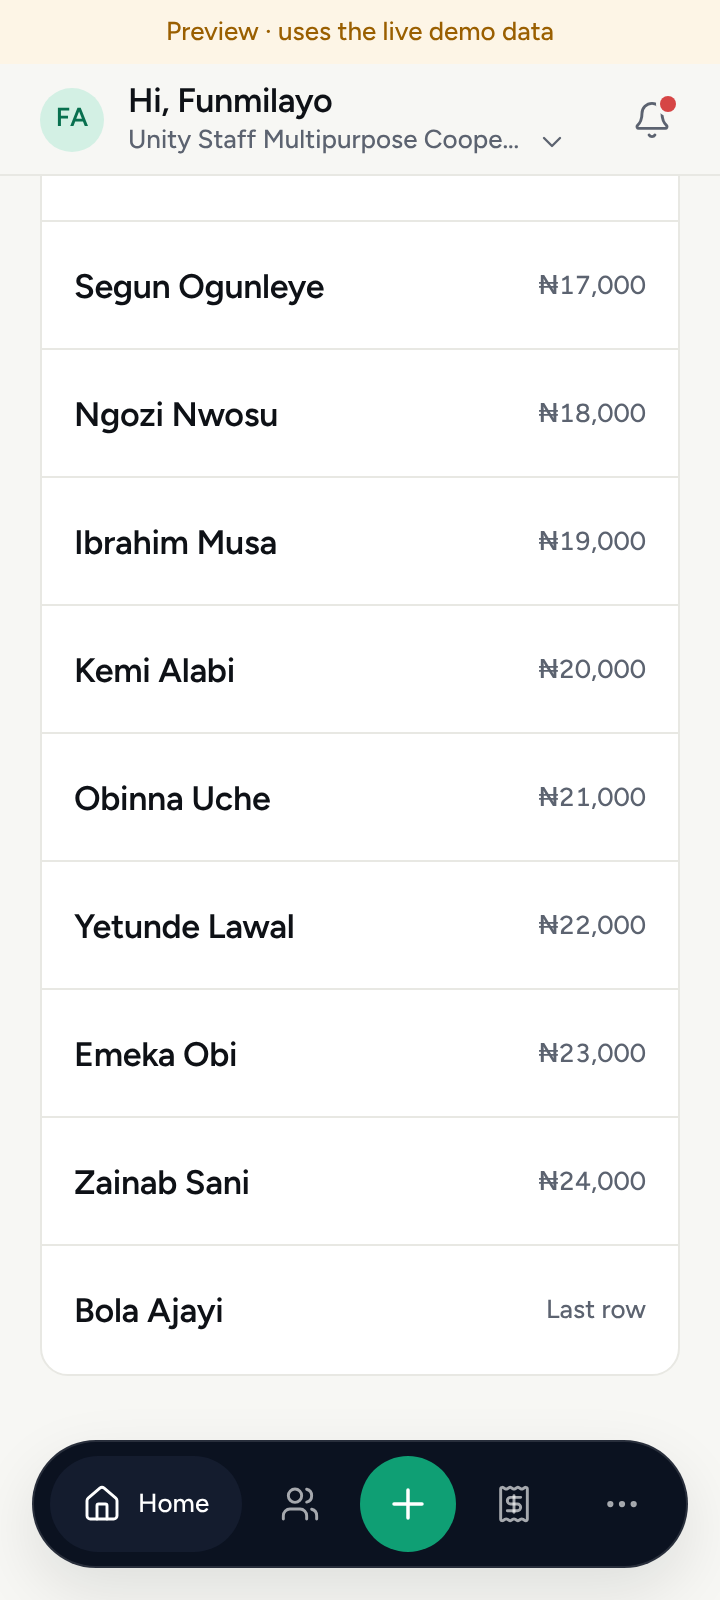 Preview · uses the live demo data
FA
Hi, Funmilayo
Unity Staff Multipurpose Coope...
Segun Ogunleye ₦17,000
Ngozi Nwosu ₦18,000
Ibrahim Musa ₦19,000
Kemi Alabi ₦20,000
Obinna Uche ₦21,000
Yetunde Lawal ₦22,000
Emeka Obi ₦23,000
Zainab Sani ₦24,000
Bola Ajayi Last row
Home